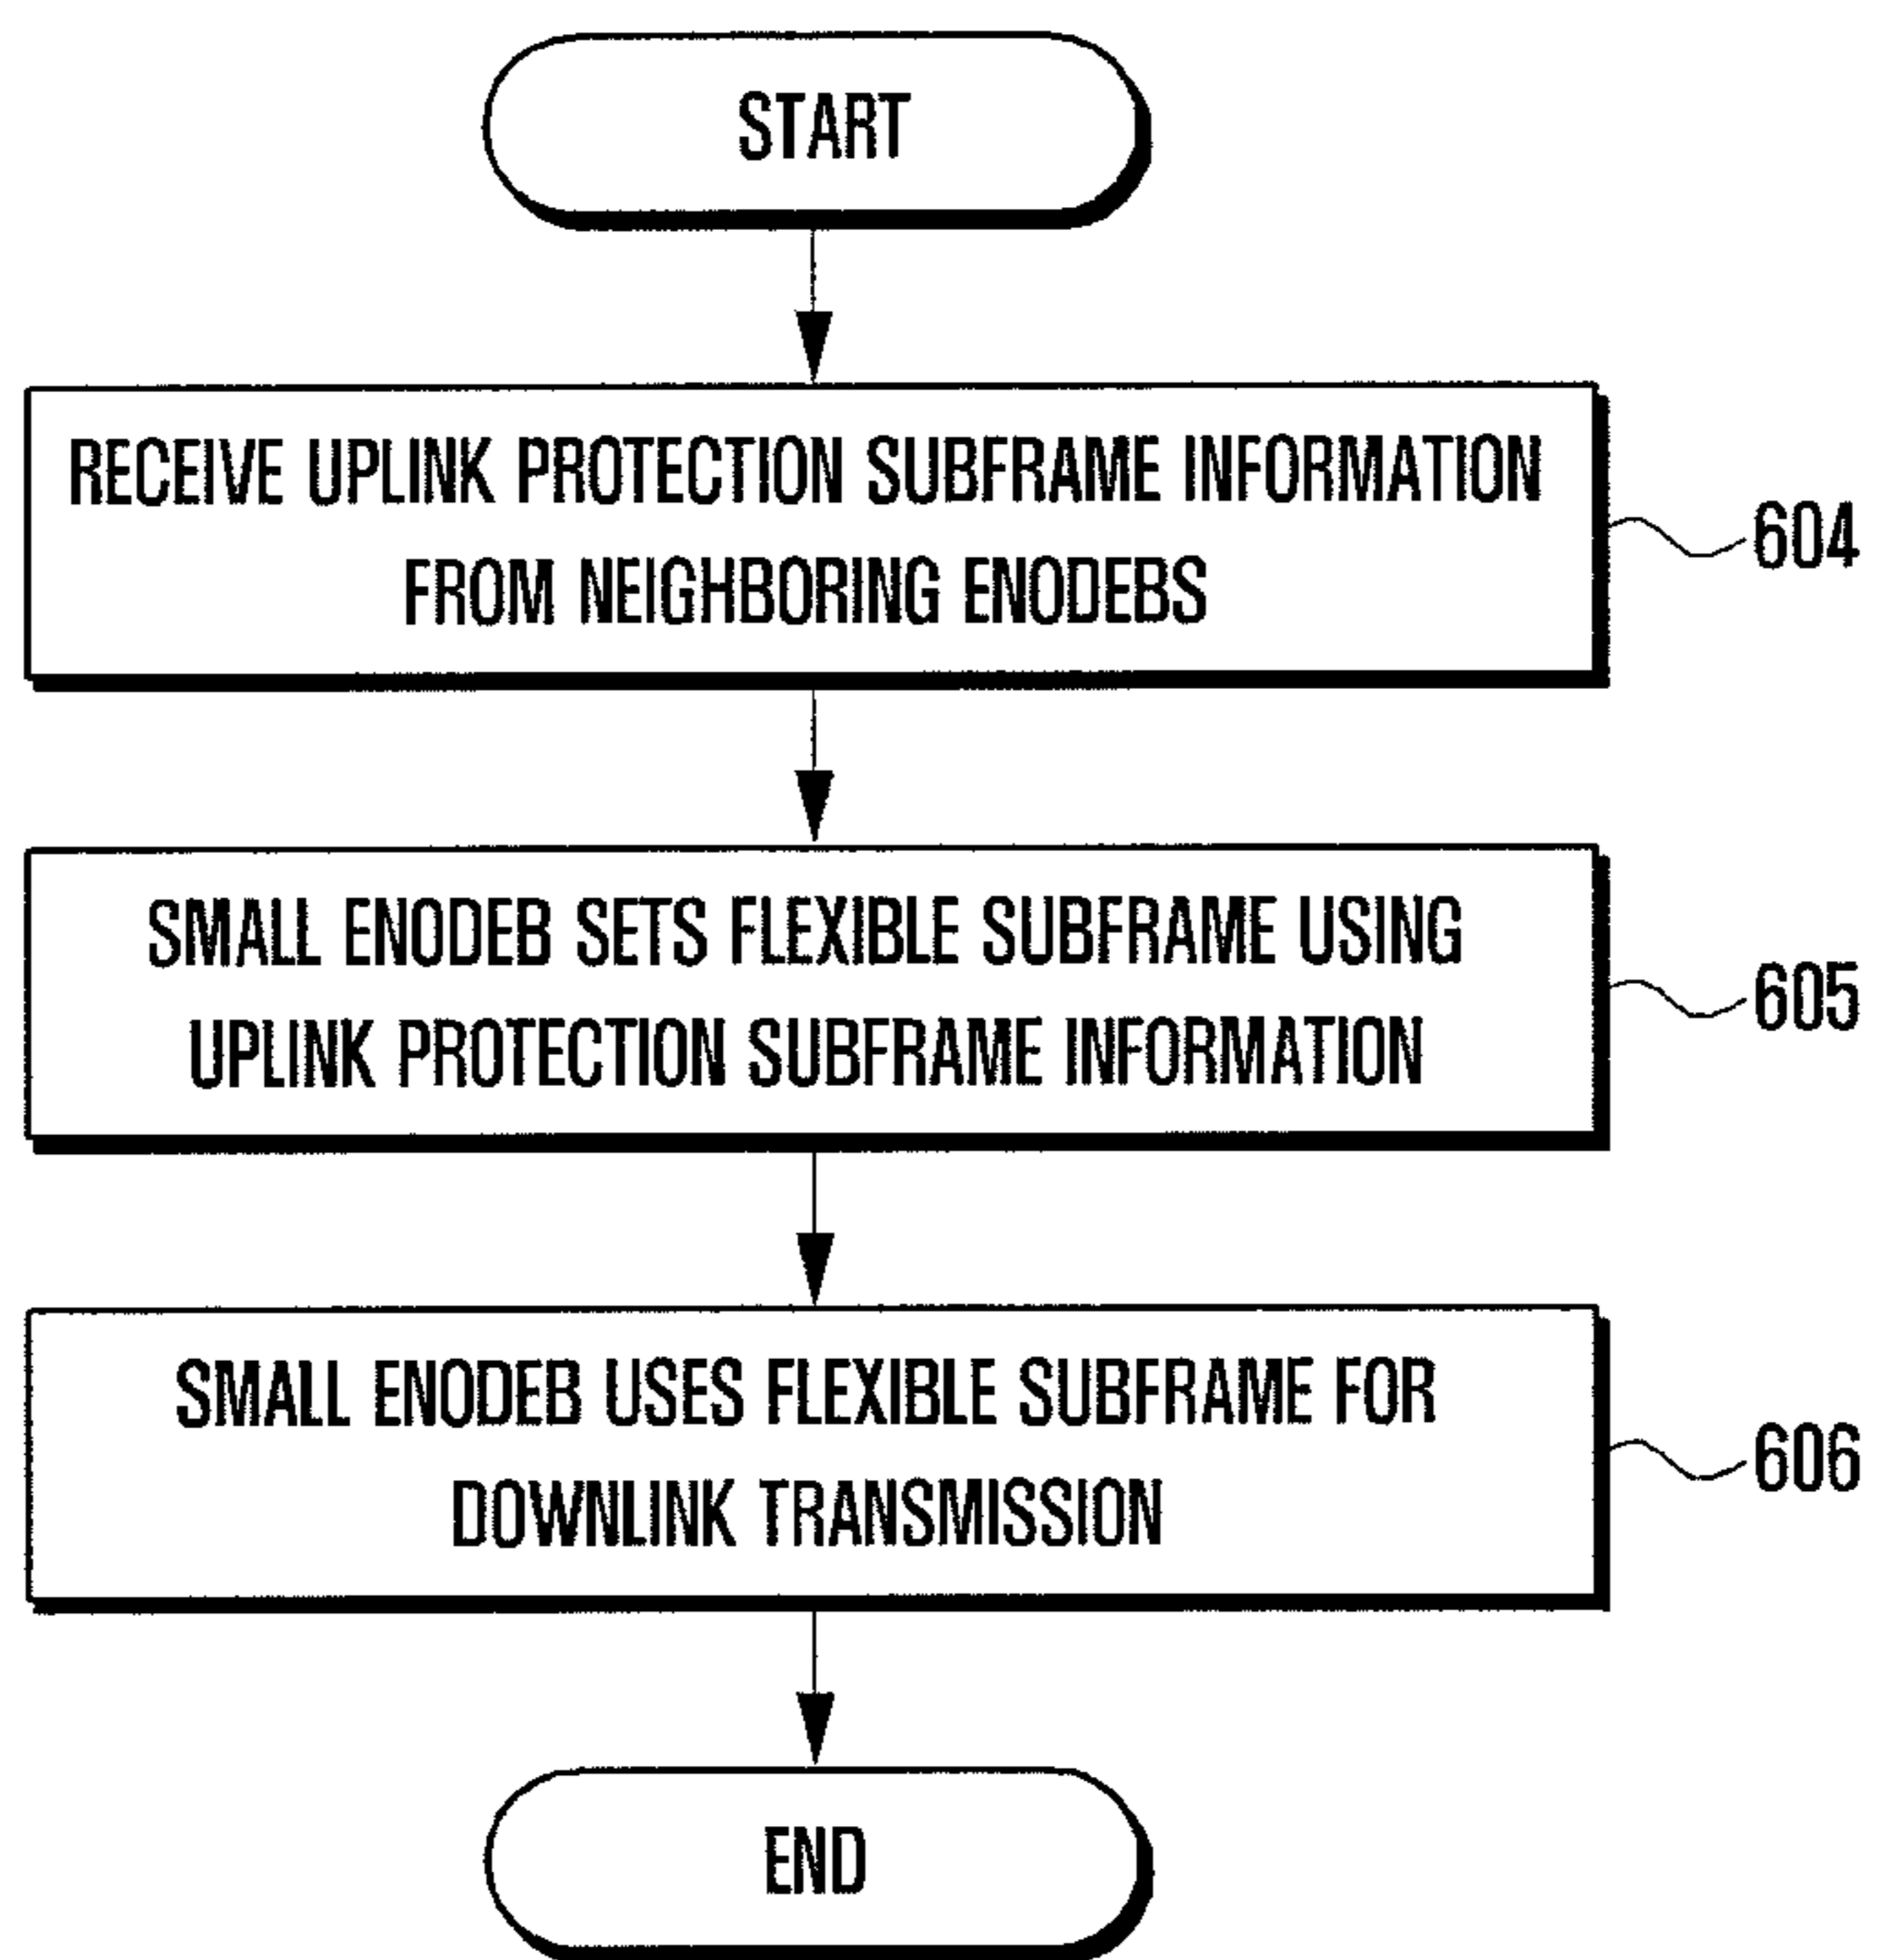 START
RECEIVE UPLINK PROTECTION SUBFRAME INFORMATION
FROM NEIGHBORING ENODEBS
604
SMALL ENODEB SETS FLEXIBLE SUBFRAME USING
UPLINK PROTECTION SUBFRAME INFORMATION
605
SMALL ENODEB USES FLEXIBLE SUBFRAME FOR
DOWNLINK TRANSMISSION
606
END